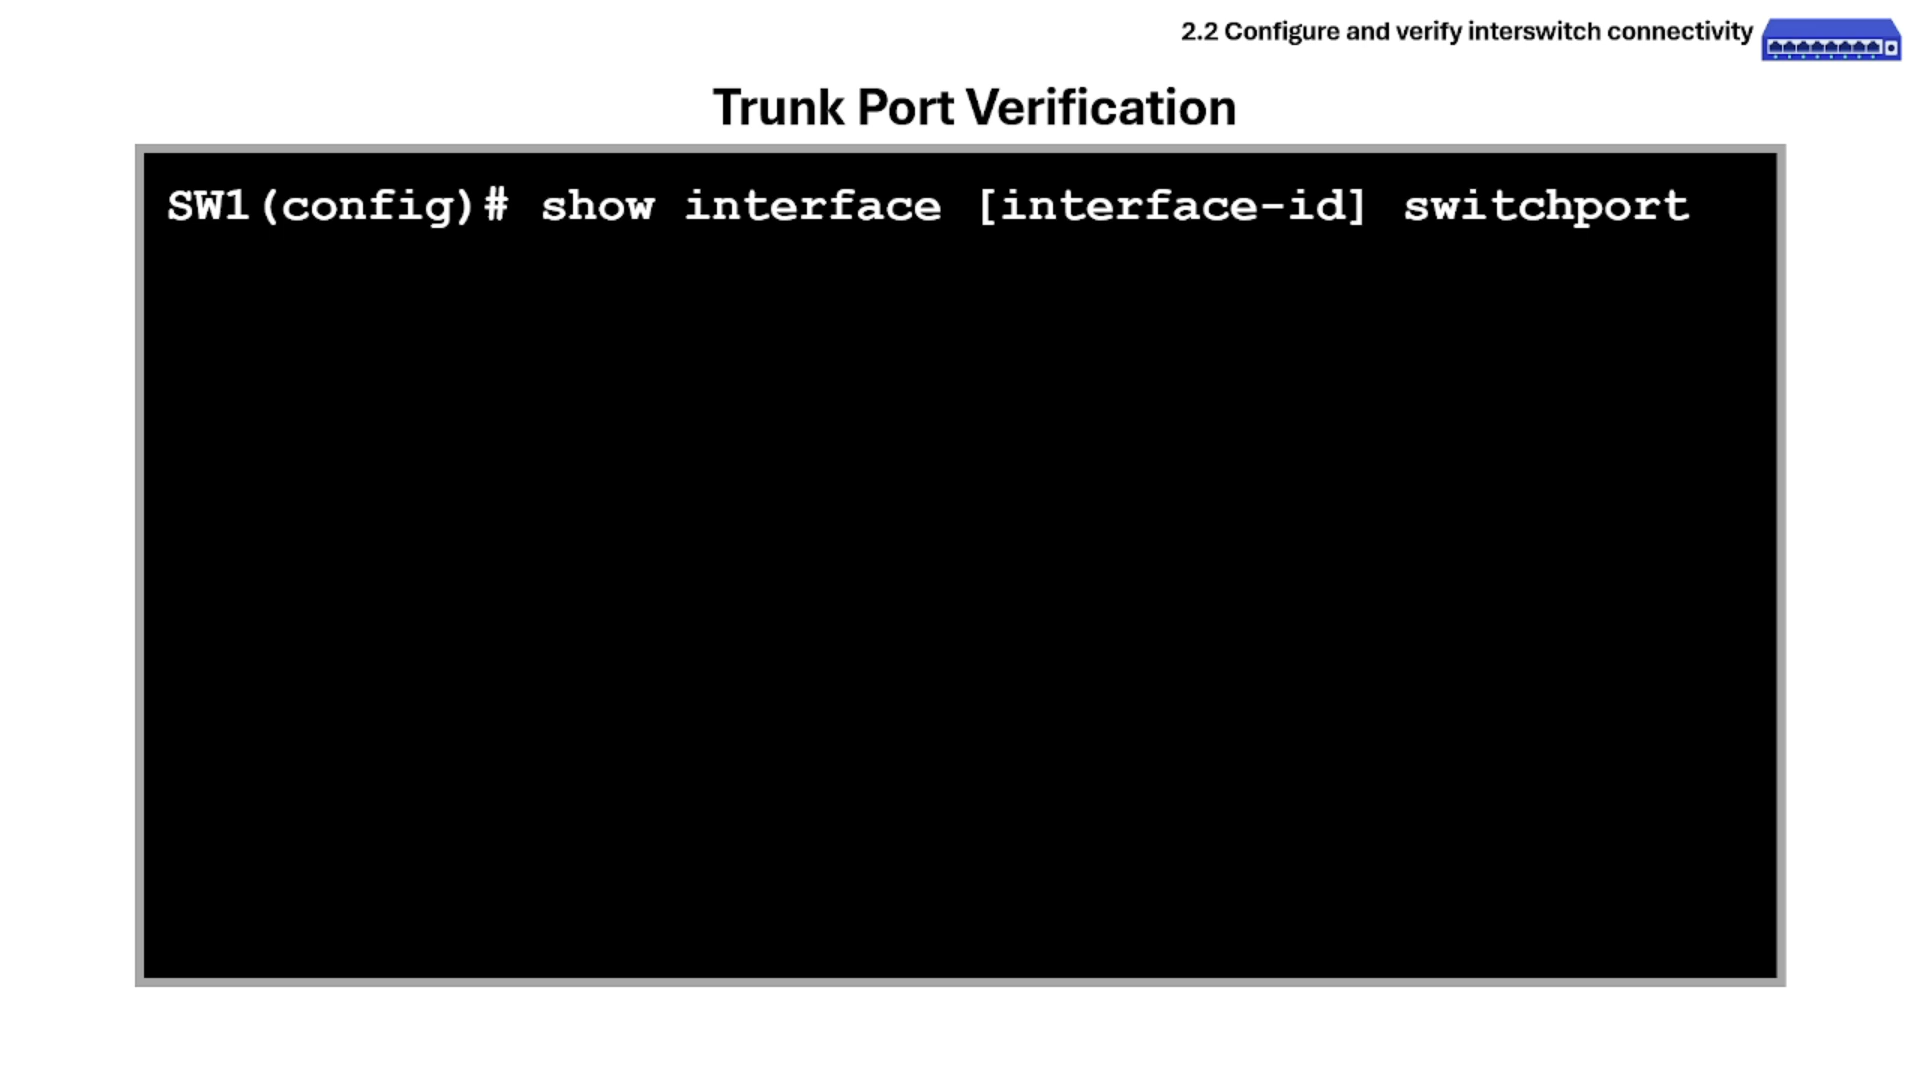 2.2 Configure and verify interswitch connectivity
Trunk Port Verification
SW1(config)# show interface [interface-id] switchport